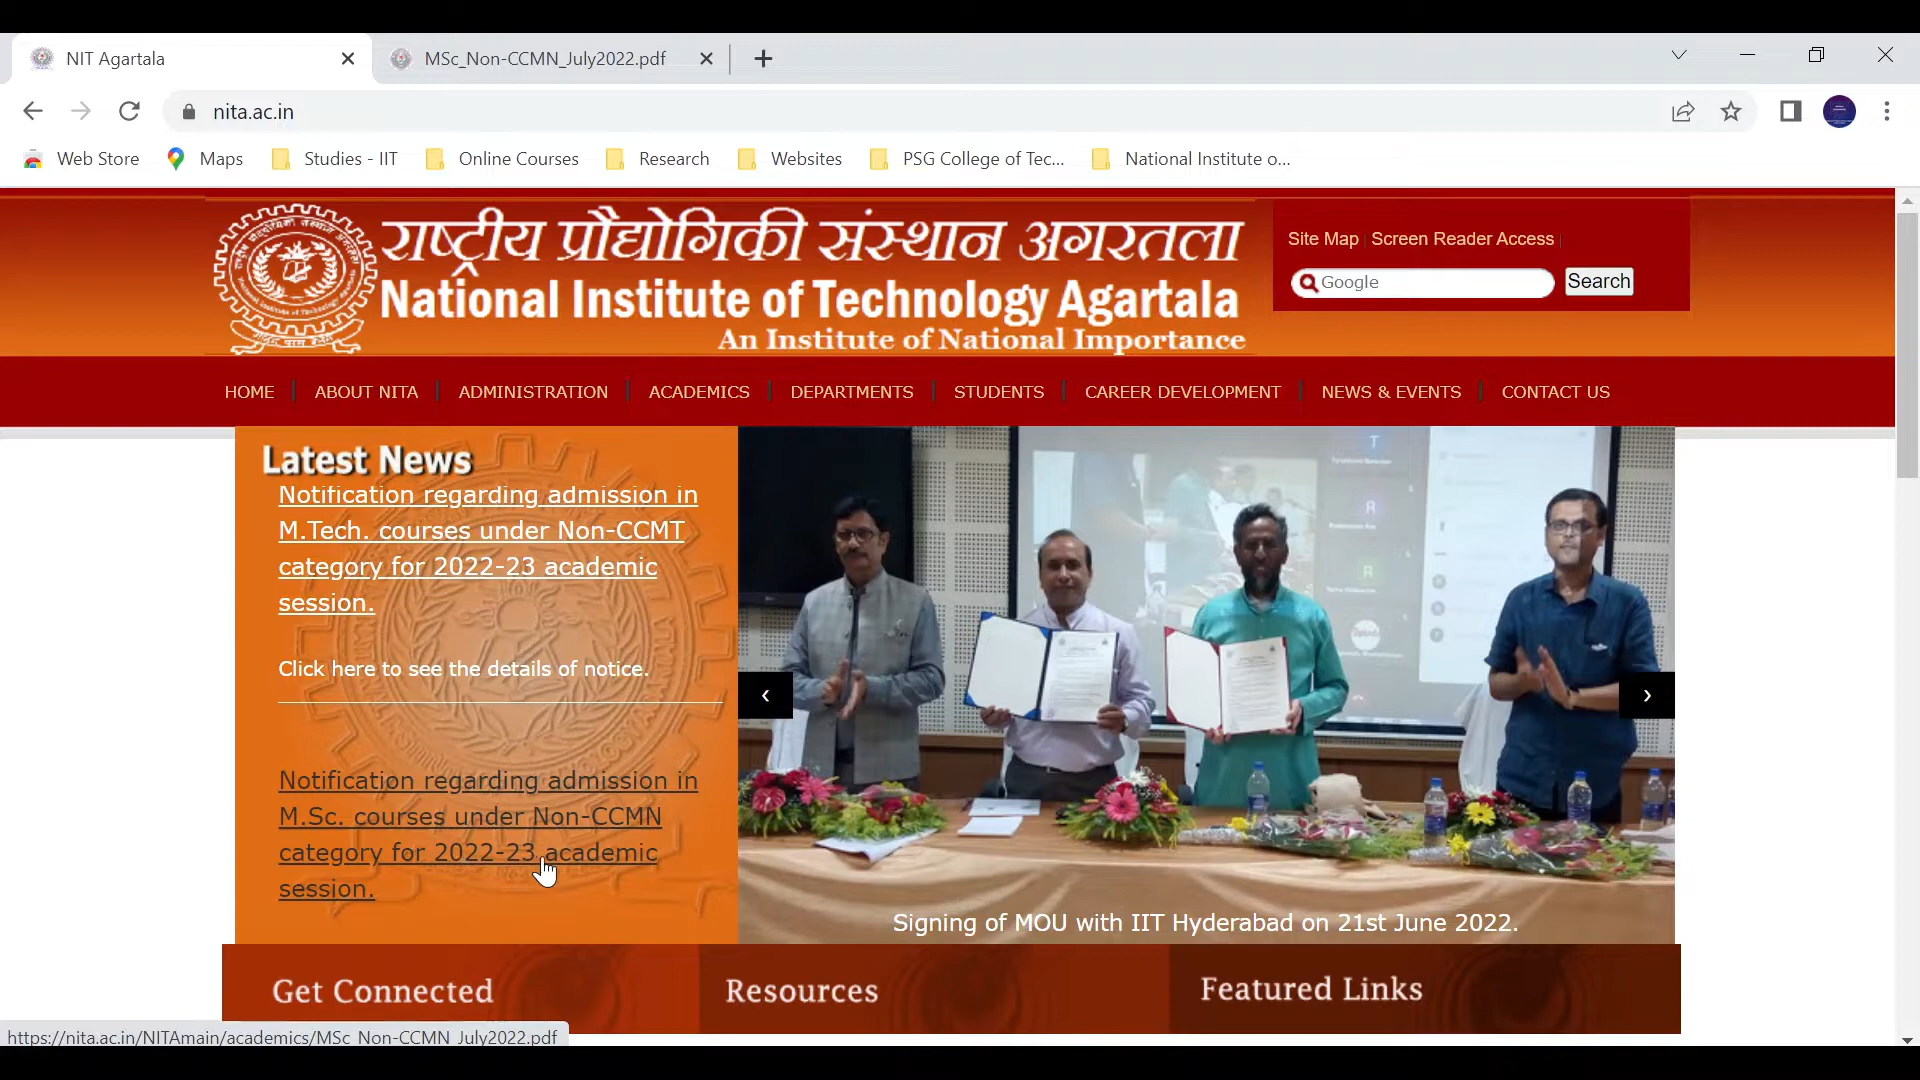 NIT Agartala
MSc_Non-CCMN_July2022.pdf
nita.ac.in
Web Store
Maps
Studies - IIT
Online Courses
Research
Websites
PSG College of Tec...
National Institute o...
राष्ट्रीय प्रौद्योगिकी संस्थान अगरतला
National Institute of Technology Agartala
An Institute of National Importance
Site Map
Screen Reader Access
Google
Search
HOME
ABOUT NITA
ADMINISTRATION
ACADEMICS
DEPARTMENTS
STUDENTS
CAREER DEVELOPMENT
NEWS & EVENTS
CONTACT US
Latest News
Notification regarding admission in
M.Tech. courses under Non-CCMT
category for 2022-23 academic
session.
Click here to see the details of notice.
Notification regarding admission in
M.Sc. courses under Non-CCMN
category for 2022-23 academic
session.
Signing of MOU with IIT Hyderabad on 21st June 2022.
Get Connected
Resources
Featured Links
https://nita.ac.in/NITAmain/academics/MSc_Non-CCMN_July2022.pdf